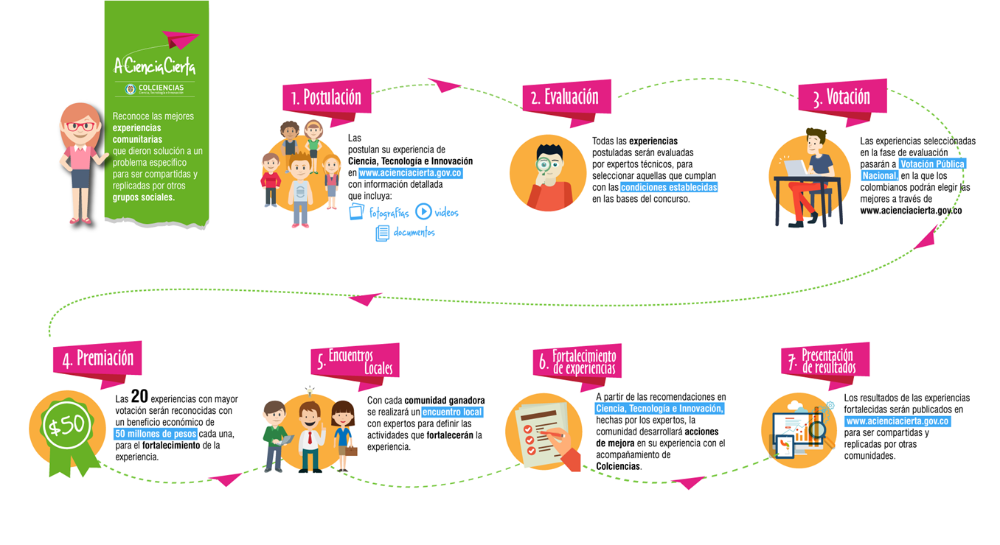 A CienciaCierta
COLCIENCIAS
Ciencia, Tecnología e Innovación
Reconoce las mejores
experiencias
comunitarias
que dieron solución a un
problema específico
para ser compartidas y
replicadas por otros
grupos sociales.
1. Postulación
Las
postulan su experiencia de
Ciencia, Tecnología e Innovación
en www.acienciacierta.gov.co
con información detallada
que incluya:
fotografías videos
documentos
2. Evaluación
Todas las experiencias
postuladas serán evaluadas
por expertos técnicos, para
seleccionar aquellas que cumplan
con las condiciones establecidas
en las bases del concurso.
3. Votación
Las experiencias seleccionadas
en la fase de evaluación
pasarán a Votación Pública
Nacional, en la que los
colombianos podrán elegir las
mejores a través de
www.acienciacierta.gov.co
4. Premiación
$50
Las 20 experiencias con mayor
votación serán reconocidas con
un beneficio económico de
50 millones de pesos cada una,
para el fortalecimiento de la
experiencia.
5. Encuentros
Locales
Con cada comunidad ganadora
se realizará un encuentro local
con expertos para definir las
actividades que fortalecerán la
experiencia.
6. Fortalecimiento
de experiencias
A partir de las recomendaciones en
Ciencia, Tecnología e Innovación,
hechas por los expertos, la
comunidad desarrollará acciones
de mejora en su experiencia con el
acompañamiento de
Colciencias.
7. Presentación
de resultados
Los resultados de las experiencias
fortalecidas serán publicados en
www.acienciacierta.gov.co
para ser compartidas y
replicadas por otras
comunidades.